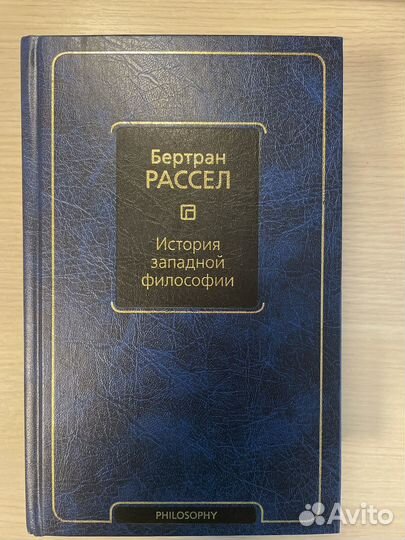 Бертран
РАССЕЛ
История
западной
философии
PHILOSOPHY
Avito